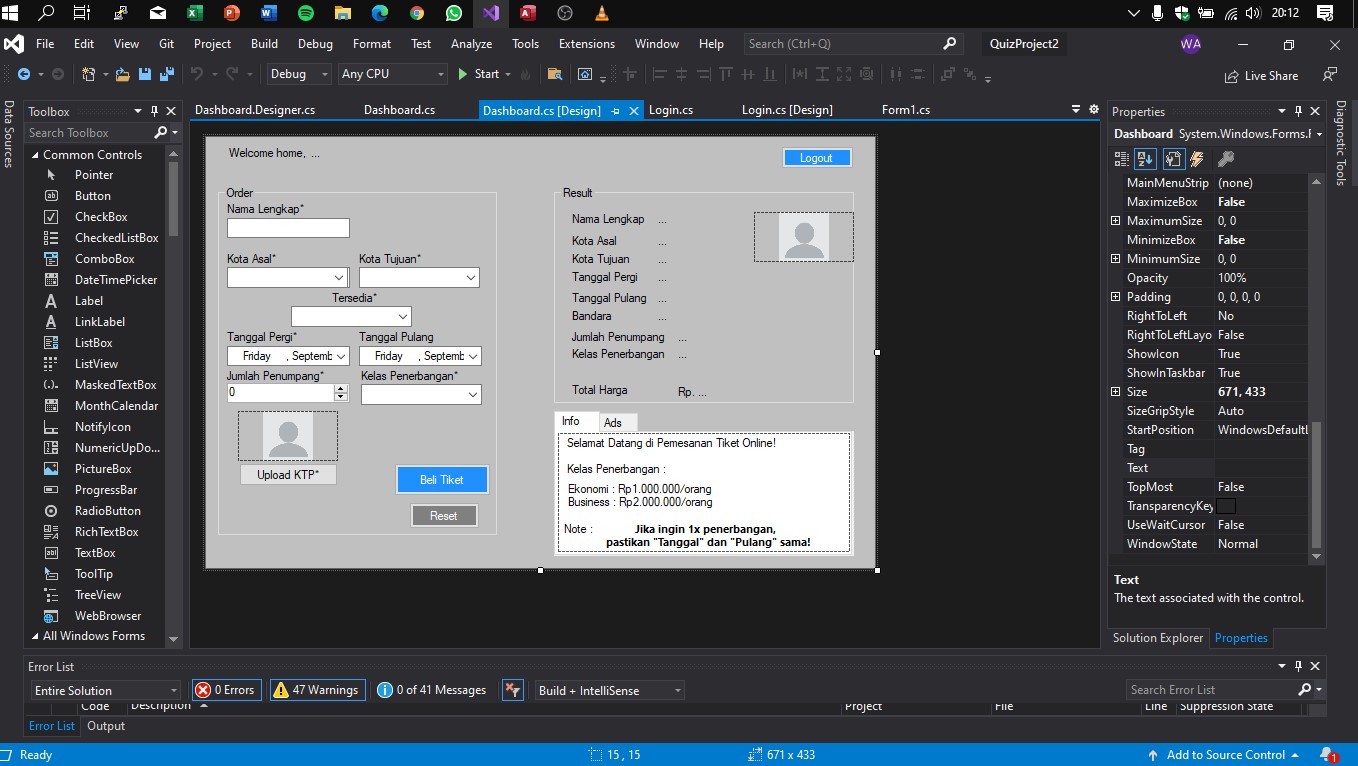 20:12
File Edit View Git Project Build Debug Format Test Analyze Tools Extensions Window Help Search (Ctrl+Q) QuizProject2 WA
Debug Any CPU Start Live Share
Data Sources
Toolbox
Search Toolbox
Common Controls
Pointer
Button
CheckBox
CheckedListBox
ComboBox
DateTimePicker
Label
LinkLabel
ListBox
ListView
MaskedTextBox
MonthCalendar
NotifyIcon
NumericUpDo...
PictureBox
ProgressBar
RadioButton
RichTextBox
TextBox
ToolTip
TreeView
WebBrowser
All Windows Forms
Dashboard.Designer.cs Dashboard.cs Dashboard.cs [Design] Login.cs Login.cs [Design] Form1.cs
Welcome home, ...
Logout
Order
Nama Lengkap*
Kota Asal* Kota Tujuan*
Tersedia*
Tanggal Pergi* Tanggal Pulang
Friday , Septemb Friday , Septemb
Jumlah Penumpang* Kelas Penerbangan*
0
Upload KTP*
Beli Tiket
Reset
Result
Nama Lengkap ...
Kota Asal ...
Kota Tujuan ...
Tanggal Pergi ...
Tanggal Pulang ...
Bandara ...
Jumlah Penumpang ...
Kelas Penerbangan ...
Total Harga Rp. ...
Info Ads
Selamat Datang di Pemesanan Tiket Online!
Kelas Penerbangan :
Ekonomi : Rp1.000.000/orang
Business : Rp2.000.000/orang
Note : Jika ingin 1x penerbangan,
pastikan "Tanggal" dan "Pulang" sama!
Properties
Dashboard System.Windows.Forms.F
MainMenuStrip (none)
MaximizeBox False
MaximumSize 0, 0
MinimizeBox False
MinimumSize 0, 0
Opacity 100%
Padding 0, 0, 0, 0
RightToLeft No
RightToLeftLayo False
ShowIcon True
ShowInTaskbar True
Size 671, 433
SizeGripStyle Auto
StartPosition WindowsDefaultL
Tag
Text
TopMost False
TransparencyKey
UseWaitCursor False
WindowState Normal
Text
The text associated with the control.
Solution Explorer Properties
Diagnostic Tools
Error List
Entire Solution 0 Errors 47 Warnings 0 of 41 Messages Build + IntelliSense Search Error List
Code Description Project File Line Suppression State
Error List Output
Ready 15 , 15 671 x 433 Add to Source Control 1